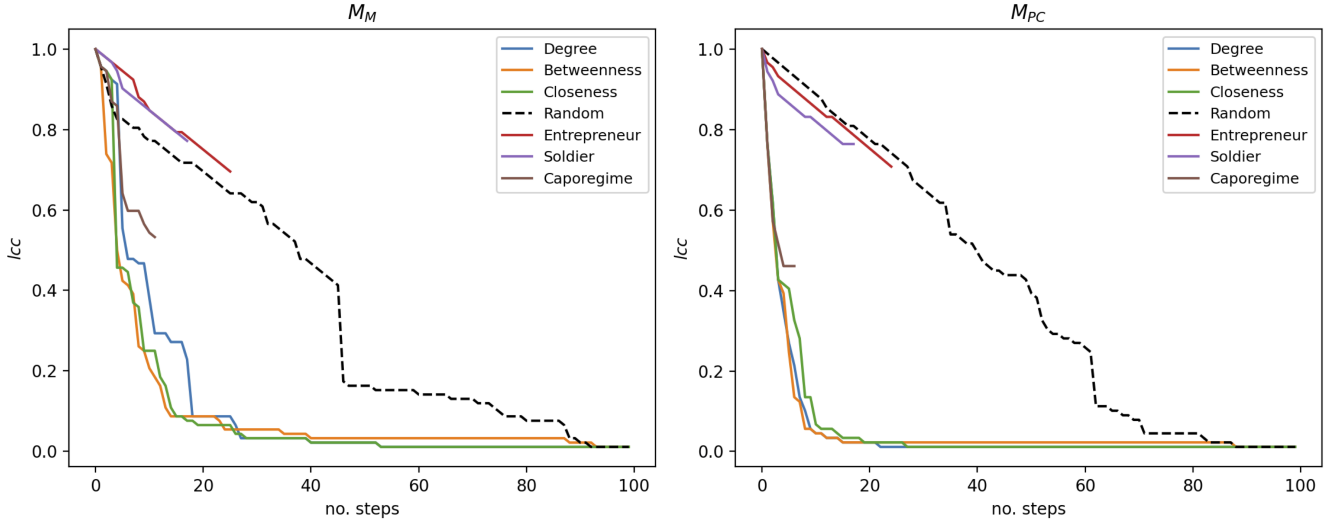 M_M
lcc
1.0
0.8
0.6
0.4
0.2
0.0
0 20 40 60 80 100
no. steps
Degree
Betweenness
Closeness
Random
Entrepreneur
Soldier
Caporegime
M_PC
lcc
1.0
0.8
0.6
0.4
0.2
0.0
0 20 40 60 80 100
no. steps
Degree
Betweenness
Closeness
Random
Entrepreneur
Soldier
Caporegime